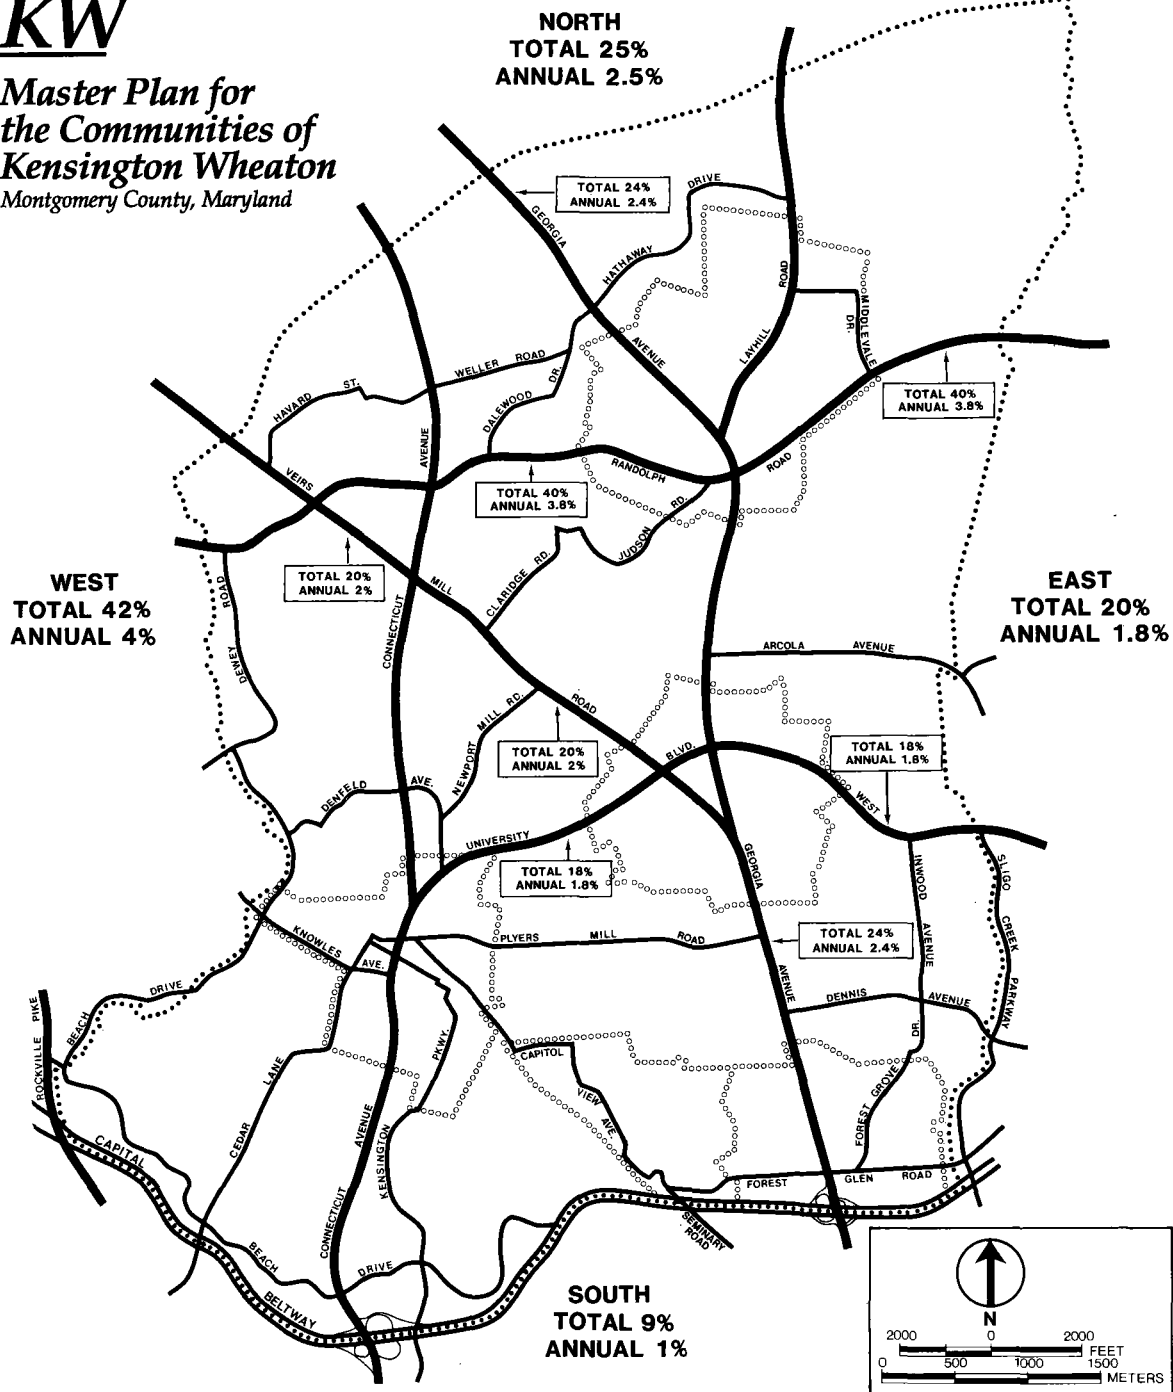 KW
Master Plan for
the Communities of
Kensington Wheaton
Montgomery County, Maryland
NORTH
TOTAL 25%
ANNUAL 2.5%
TOTAL 24%
ANNUAL 2.4%
DRIVE
GEORGIA
HATHAWAY
ROAD
MIDDLEVALE
DR.
AVENUE
LAYHILL
WELLER ROAD
DR.
HAVARD ST.
DALEWOOD
TOTAL 40%
ANNUAL 3.8%
AVENUE
VEIRS
RANDOLPH
ROAD
TOTAL 40%
ANNUAL 3.8%
RD.
JUDSON
CLARIDGE RD.
WEST
TOTAL 42%
ANNUAL 4%
ROAD
TOTAL 20%
ANNUAL 2%
MILL
EAST
TOTAL 20%
ANNUAL 1.8%
CONNECTICUT
DEWEY
ARCOLA AVENUE
ROAD
NEWPORT MILL RD.
TOTAL 20%
ANNUAL 2%
BLVD.
TOTAL 18%
ANNUAL 1.8%
WEST
DENFELD AVE.
UNIVERSITY
TOTAL 18%
ANNUAL 1.8%
GEORGIA
INWOOD
SLIGO
KNOWLES
AVE.
PLYERS MILL ROAD
TOTAL 24%
ANNUAL 2.4%
AVENUE
CREEK
DRIVE
AVENUE
DENNIS AVENUE
PARKWAY
ROCKVILLE PIKE
BEACH
DR.
CAPITOL
PKWY.
LANE
VIEW
AVE.
GROVE
FOREST
CEDAR
AVENUE
KENSINGTON
CAPITAL
FOREST GLEN ROAD
SEMINARY
ROAD
CONNECTICUT
BEACH
DRIVE
BELTWAY
SOUTH
TOTAL 9%
ANNUAL 1%
N
2000 0 2000
FEET
0 500 1000 1500
METERS